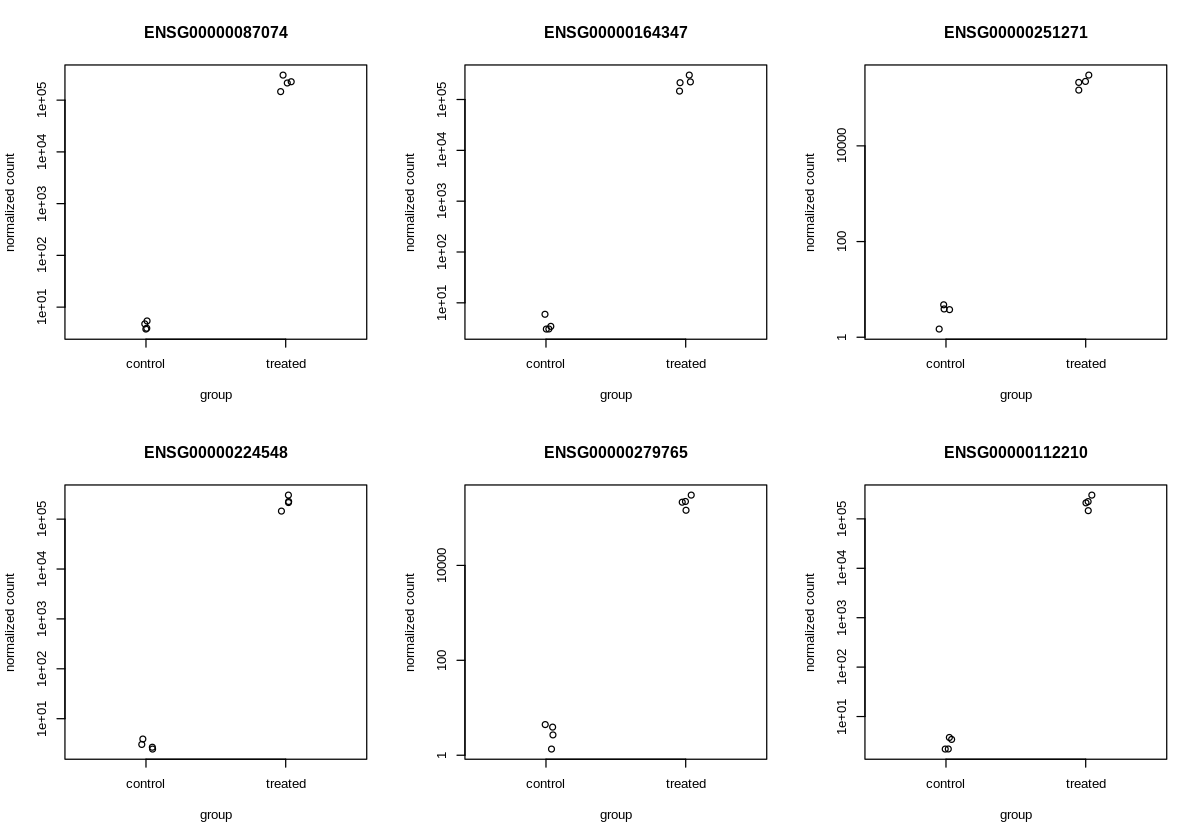 ENSG00000087074
normalized count
1e+05
1e+04
1e+03
1e+02
1e+01
control
treated
group
ENSG00000164347
normalized count
1e+05
1e+04
1e+03
1e+02
1e+01
control
treated
group
ENSG00000251271
normalized count
10000
100
1
control
treated
group
ENSG00000224548
normalized count
1e+05
1e+04
1e+03
1e+02
1e+01
control
treated
group
ENSG00000279765
normalized count
10000
100
1
control
treated
group
ENSG00000112210
normalized count
1e+05
1e+04
1e+03
1e+02
1e+01
control
treated
group